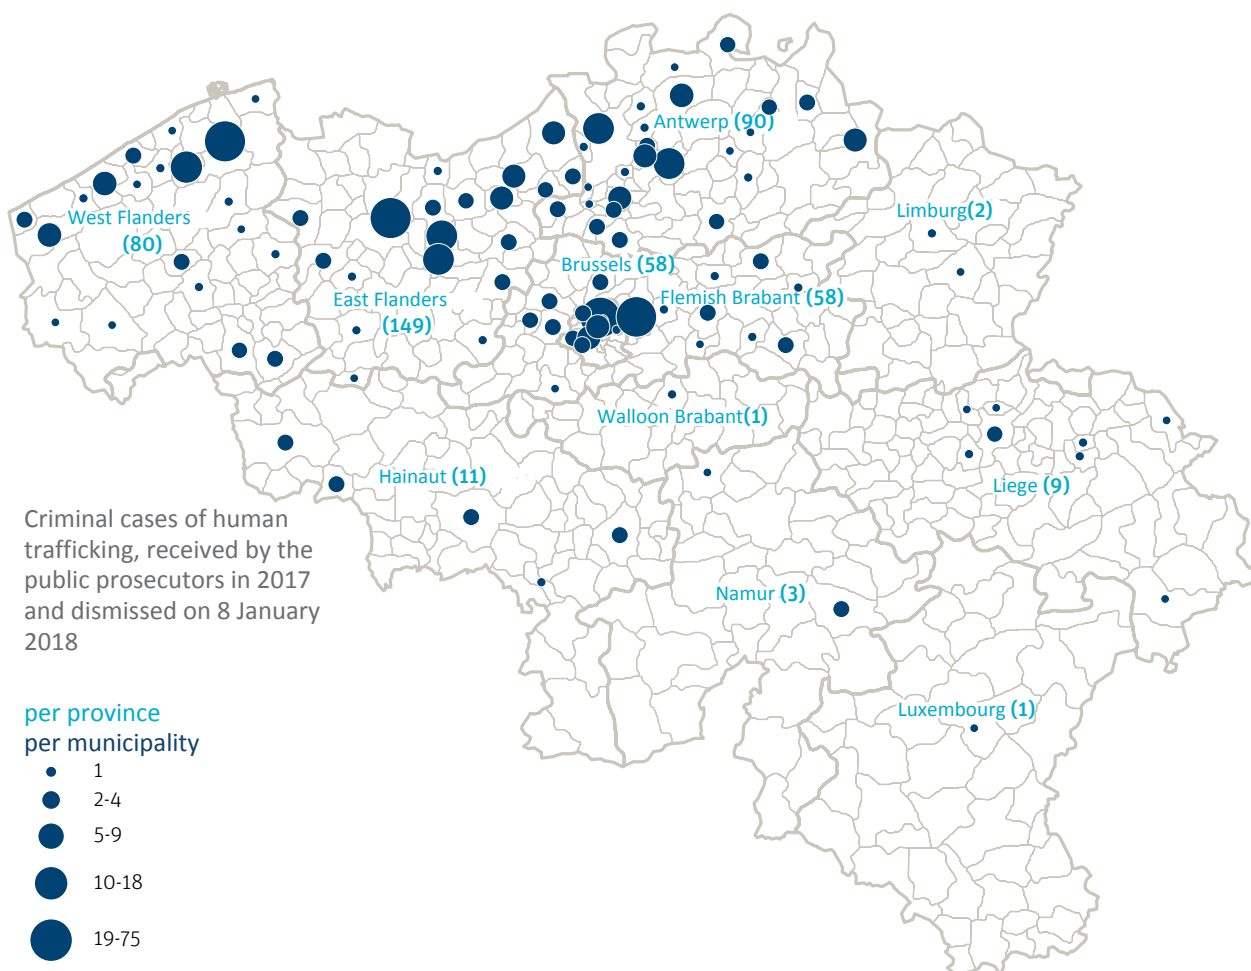 Antwerp (90)
West Flanders
(80)
Limburg(2)
Brussels (58)
East Flanders
(149)
Flemish Brabant (58)
Walloon Brabant(1)
Hainaut (11)
Liege (9)
Criminal cases of human
trafficking, received by the
public prosecutors in 2017
and dismissed on 8 January
2018
Namur (3)
Luxembourg (1)
per province
per municipality
1
2-4
5-9
10-18
19-75